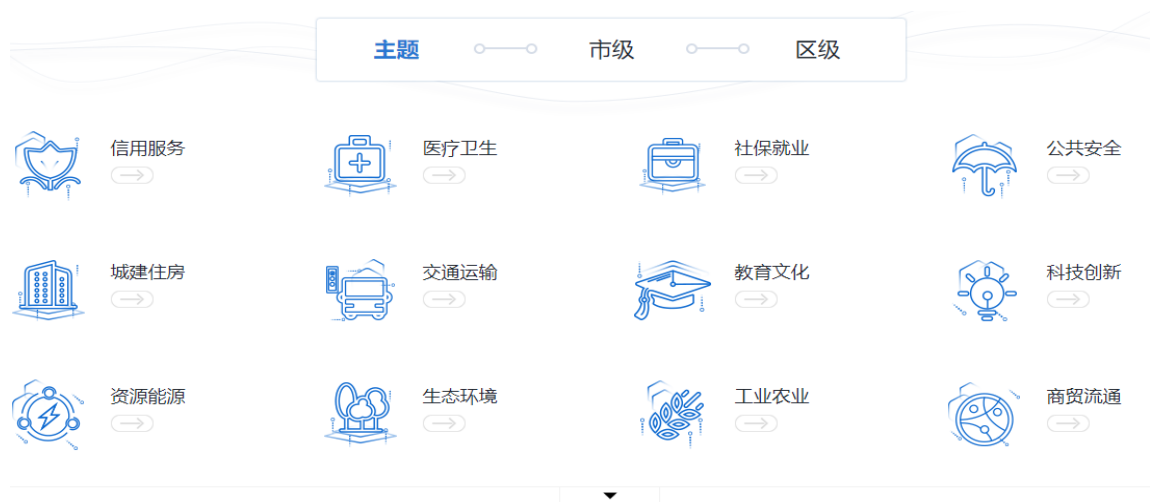 主题 市级 区级
信用服务 医疗卫生 社保就业 公共安全
城建住房 交通运输 教育文化 科技创新
资源能源 生态环境 工业农业 商贸流通